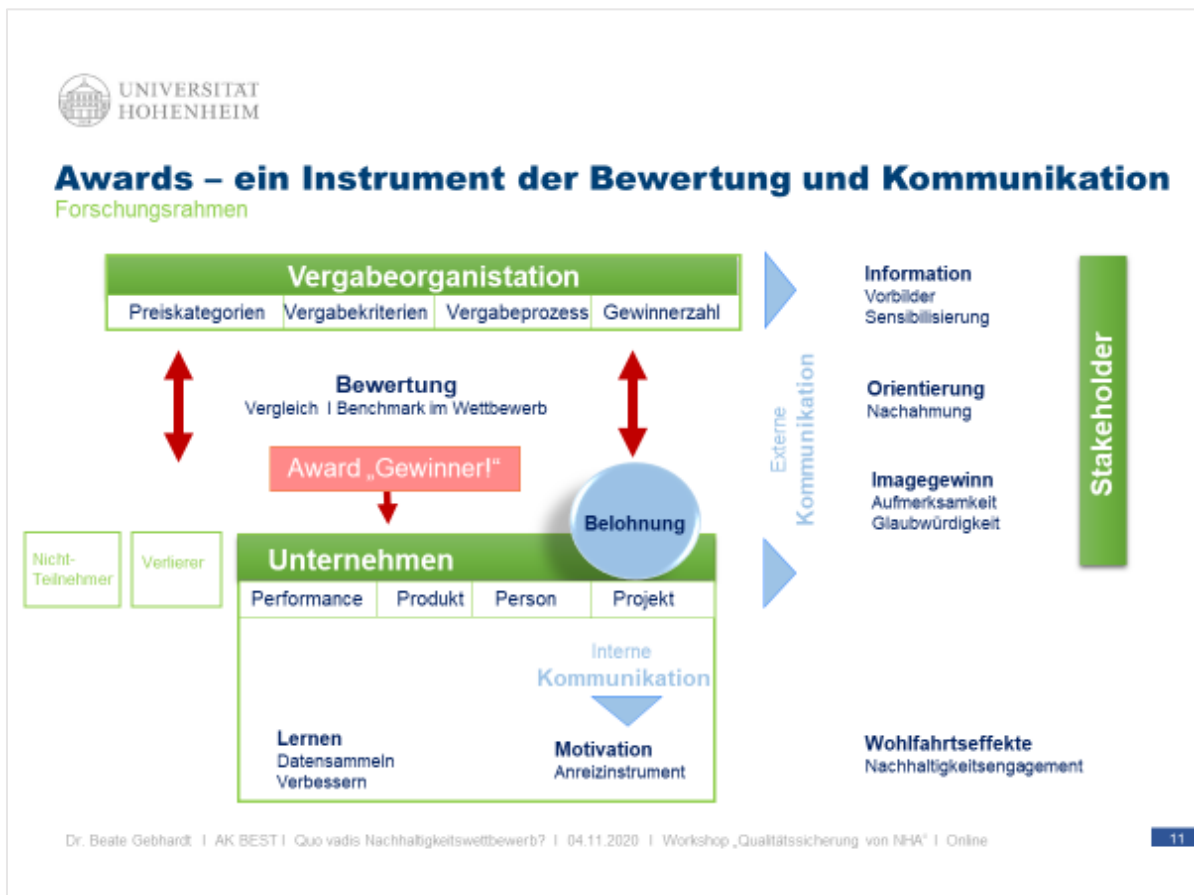 UNIVERSITÄT
HOHENHEIM
Awards – ein Instrument der Bewertung und Kommunikation
Forschungsrahmen
Vergabeorganistation
Preiskategorien Vergabekriterien Vergabeprozess Gewinnerzahl
Bewertung
Vergleich I Benchmark im Wettbewerb
Award „Gewinner!“
Belohnung
Nicht-
Teilnehmer
Verlierer
Unternehmen
Performance Produkt Person Projekt
Interne
Kommunikation
Lernen
Datensammeln
Verbessern
Motivation
Anreizinstrument
Externe
Kommunikation
Information
Vorbilder
Sensibilisierung
Orientierung
Nachahmung
Imagegewinn
Aufmerksamkeit
Glaubwürdigkeit
Wohlfahrtseffekte
Nachhaltigkeitsengagement
Stakeholder
Dr. Beate Gebhardt I AK BEST I Quo vadis Nachhaltigkeitswettbewerb? I 04.11.2020 I Workshop „Qualitätssicherung von NHA“ I Online
11